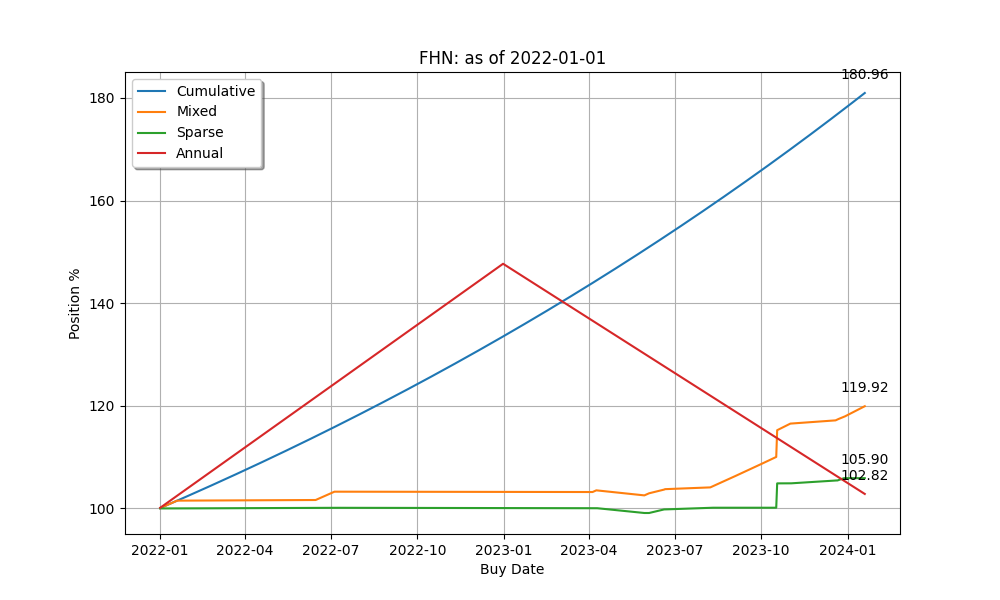 FHN: as of 2022-01-01
180.96
Cumulative
Mixed
Sparse
Annual
180
160
140
120
100
119.92
105.90
102.82
Position %
2022-01
2022-04
2022-07
2022-10
2023-01
2023-04
2023-07
2023-10
2024-01
Buy Date